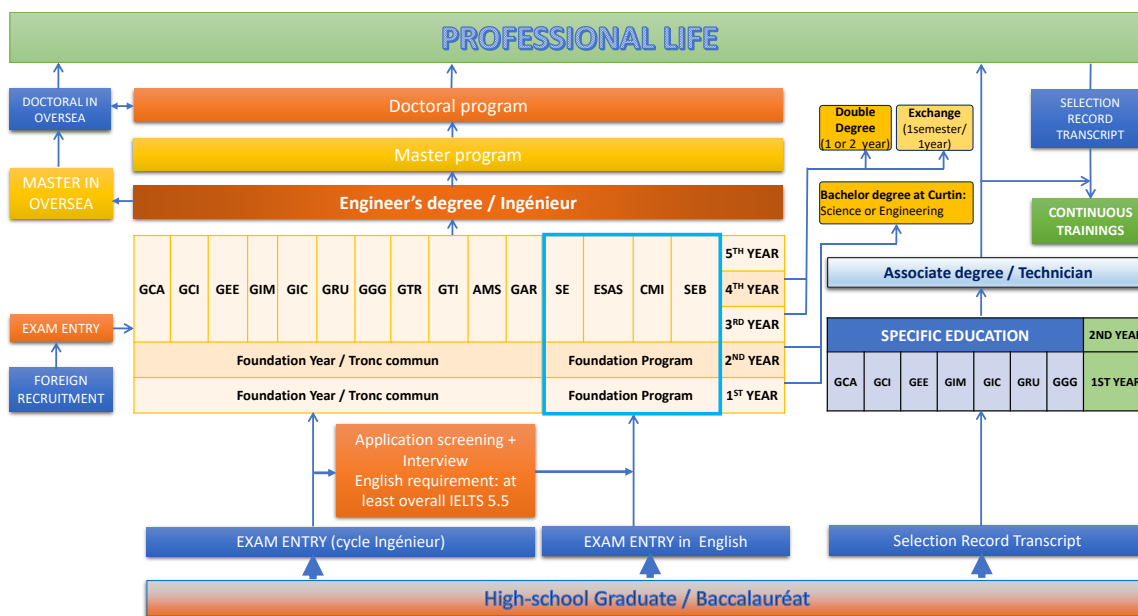 PROFESSIONAL LIFE
DOCTORAL IN
OVERSEA
Doctoral program
Master program
MASTER IN
OVERSEA
Engineer's degree / Ingénieur
Double
Degree
(1 or 2 year)
Exchange
(1semester/
1year)
Bachelor degree at Curtin:
Science or Engineering
SELECTION
RECORD
TRANSCRIPT
CONTINUOUS
TRAININGS
GCA GCI GEE GIM GIC GRU GGG GTR GTI AMS GAR SE ESAS CMI SEB
5TH YEAR
4TH YEAR
3RD YEAR
Foundation Year / Tronc commun Foundation Program 2ND YEAR
Foundation Year / Tronc commun Foundation Program 1ST YEAR
EXAM ENTRY
FOREIGN
RECRUITMENT
Associate degree / Technician
SPECIFIC EDUCATION 2ND YEAR
GCA GCI GEE GIM GIC GRU GGG 1ST YEAR
Application screening +
Interview
English requirement: at
least overall IELTS 5.5
EXAM ENTRY (cycle Ingénieur)
EXAM ENTRY in English
Selection Record Transcript
High-school Graduate / Baccalauréat